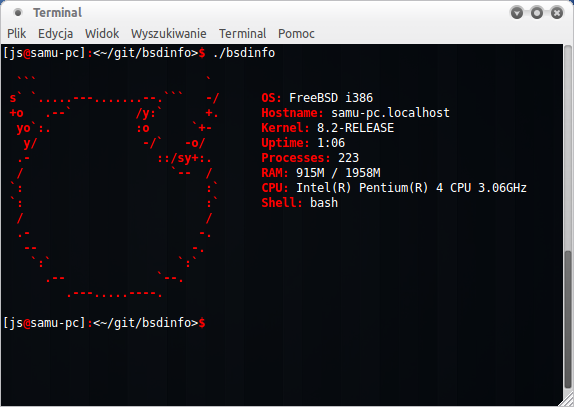 Terminal
Plik Edycja Widok Wyszukiwanie Terminal Pomoc
[js@samu-pc]:<~/git/bsdinfo>$ ./bsdinfo
OS: FreeBSD i386
Hostname: samu-pc.localhost
Kernel: 8.2-RELEASE
Uptime: 1:06
Processes: 223
RAM: 915M / 1958M
CPU: Intel(R) Pentium(R) 4 CPU 3.06GHz
Shell: bash
[js@samu-pc]:<~/git/bsdinfo>$